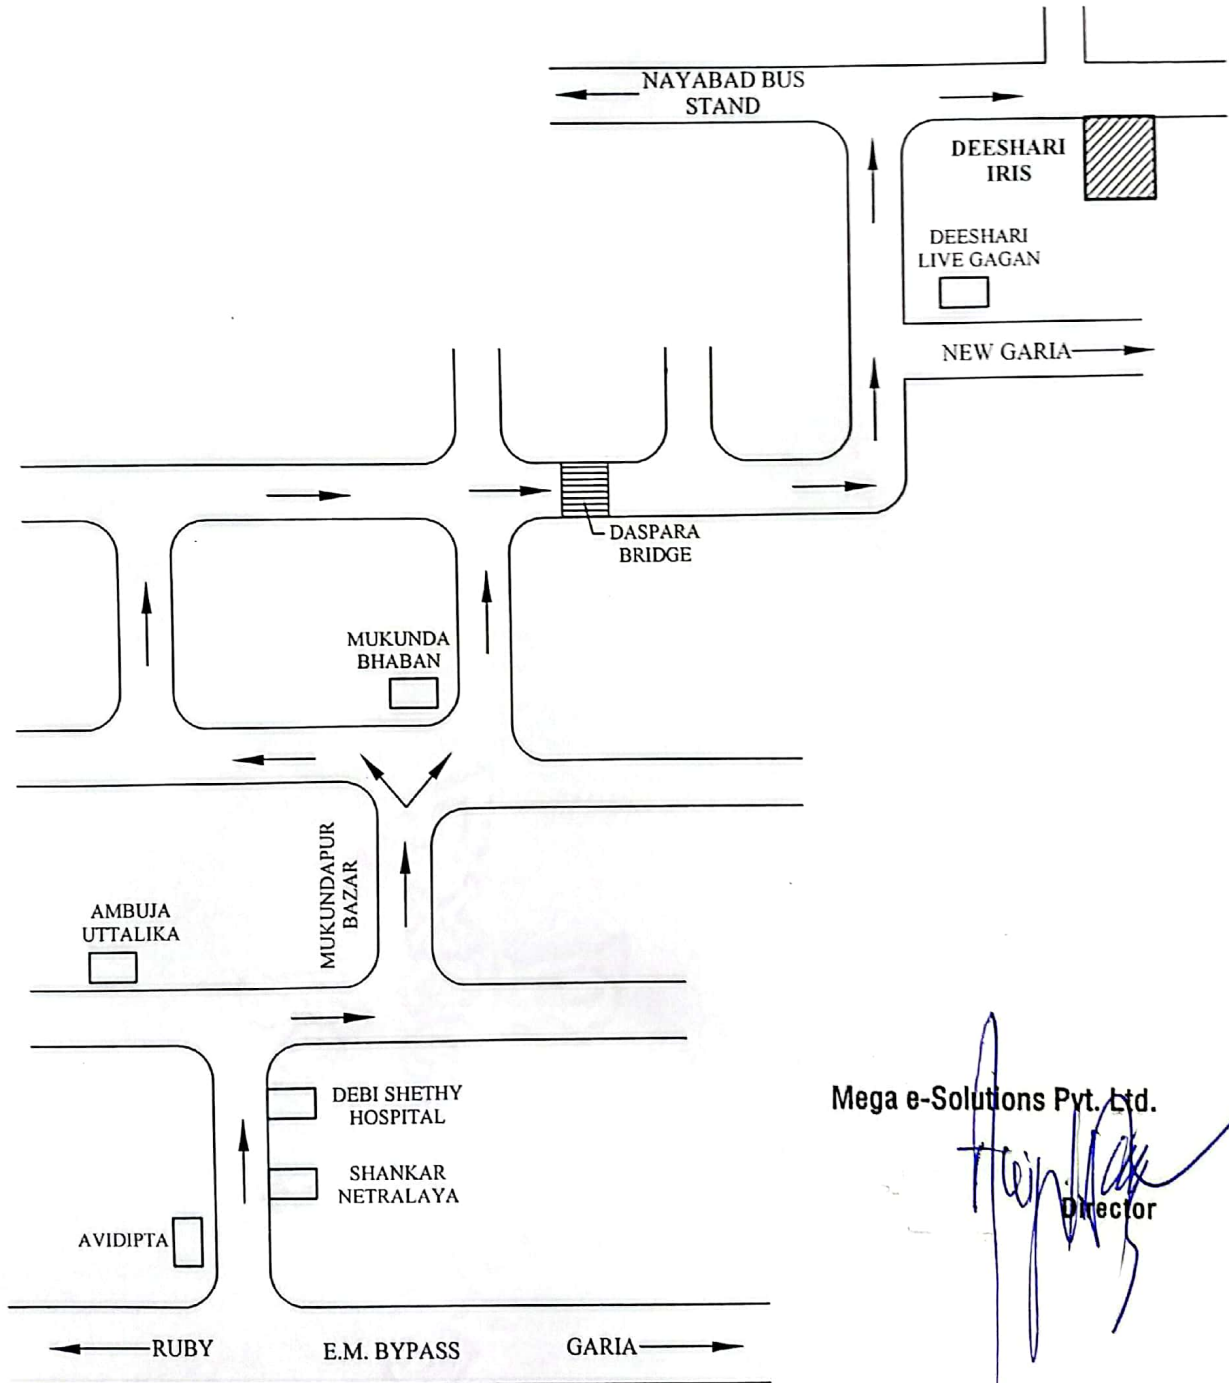 NAYABAD BUS
STAND
DEESHARI
IRIS
DEESHARI
LIVE GAGAN
NEW GARIA
DASPARA
BRIDGE
MUKUNDA
BHABAN
MUKUNDAPUR
BAZAR
AMBUJA
UTTALIKA
DEBI SHETHY
HOSPITAL
SHANKAR
NETRALAYA
AVIDIPTA
Mega e-Solutions Pvt. Ltd.
Director
RUBY
E.M. BYPASS
GARIA